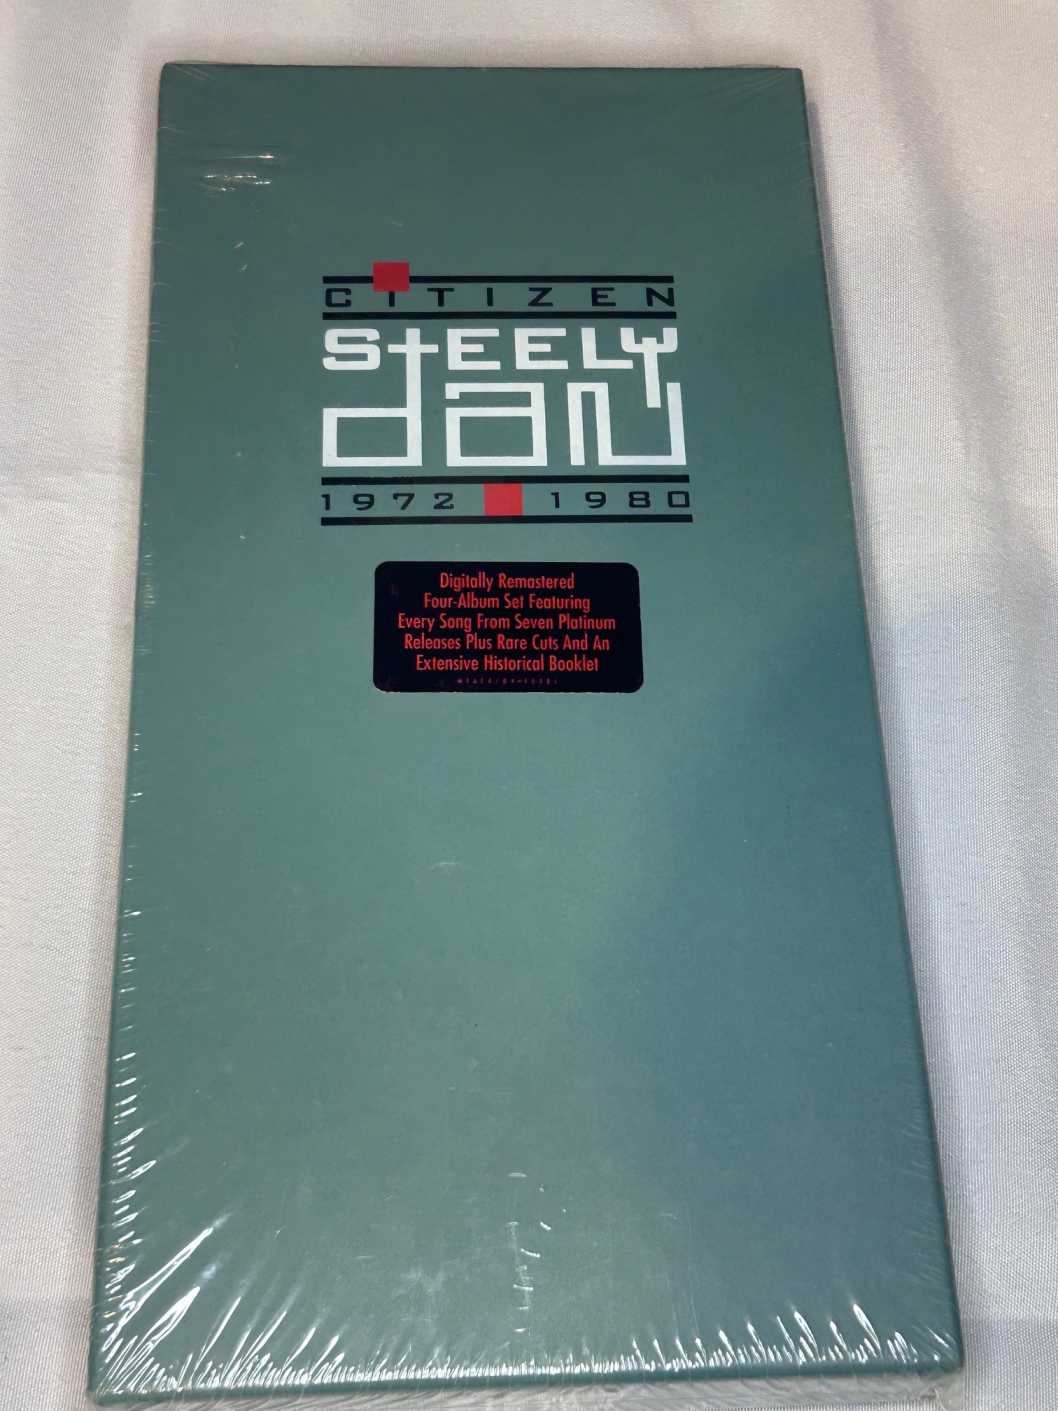 CiTIZEN
StEELY
dan
1972 1980
Digitally Remastered
Four-Album Set Featuring
Every Song From Seven Platinum
Releases Plus Rare Cuts And An
Extensive Historical Booklet